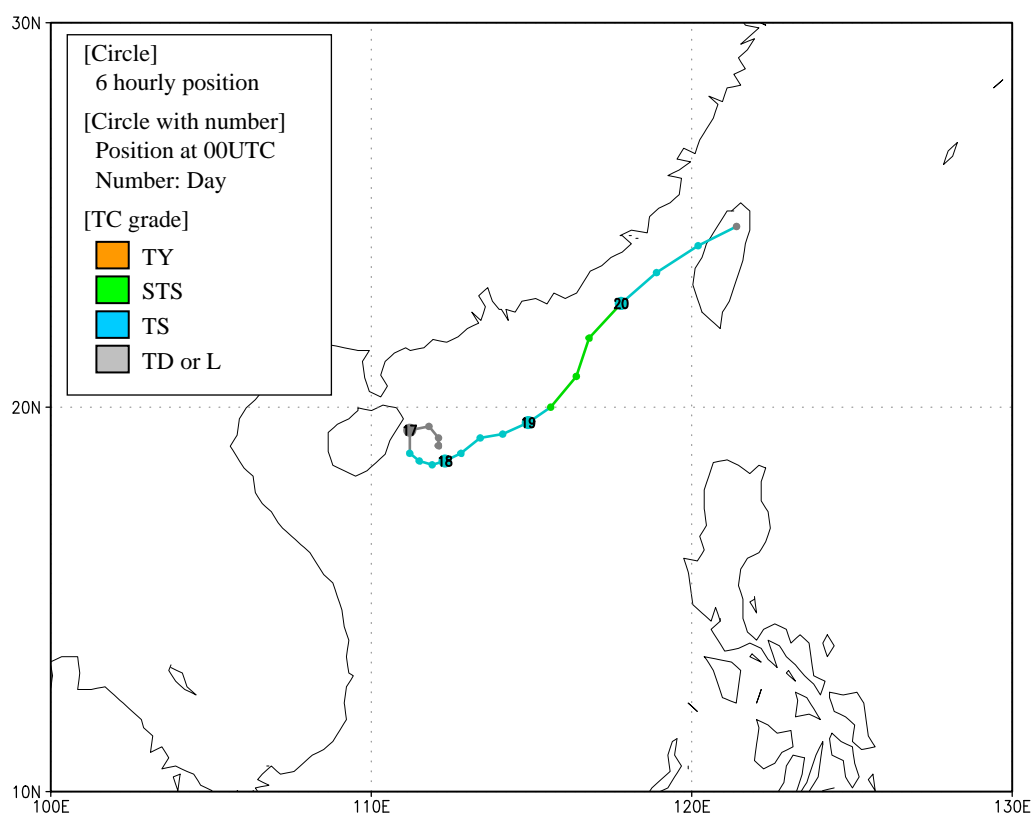 30N
[Circle]
6 hourly position
[Circle with number]
Position at 00UTC
Number: Day
[TC grade]
TY
STS
TS
TD or L
20
20N
19
17
18
10N
100E
110E
120E
130E